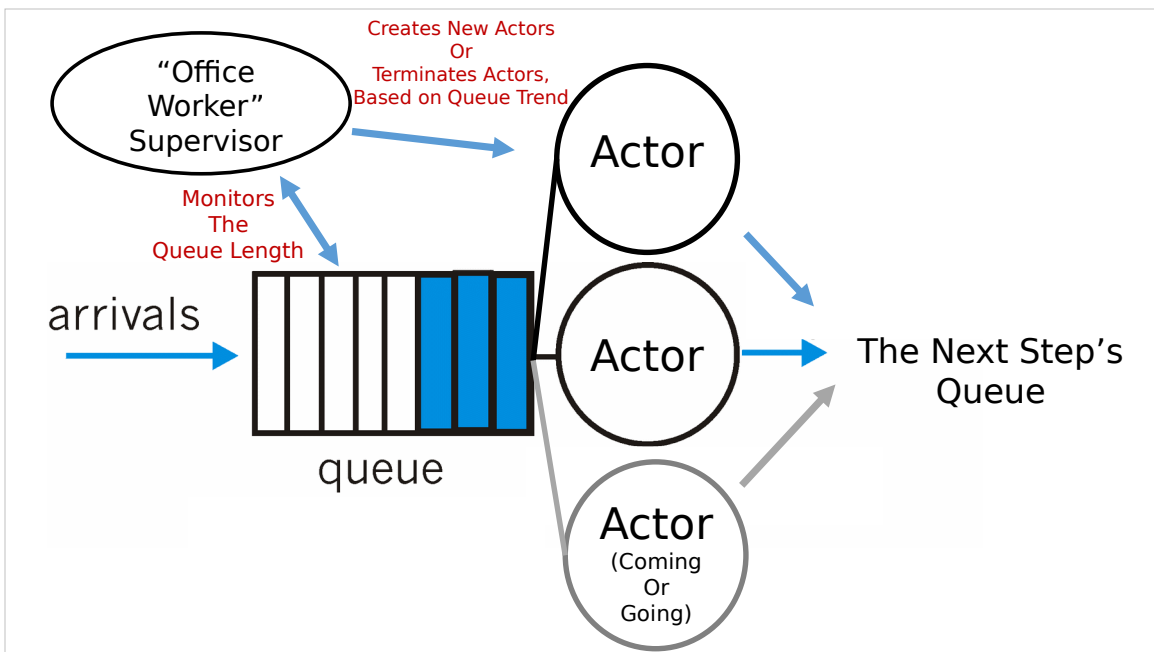 “Office
Worker”
Supervisor
Creates New Actors
Or
Terminates Actors,
Based on Queue Trend
Monitors
The
Queue Length
arrivals
queue
Actor
Actor
Actor
(Coming
Or
Going)
The Next Step’s
Queue